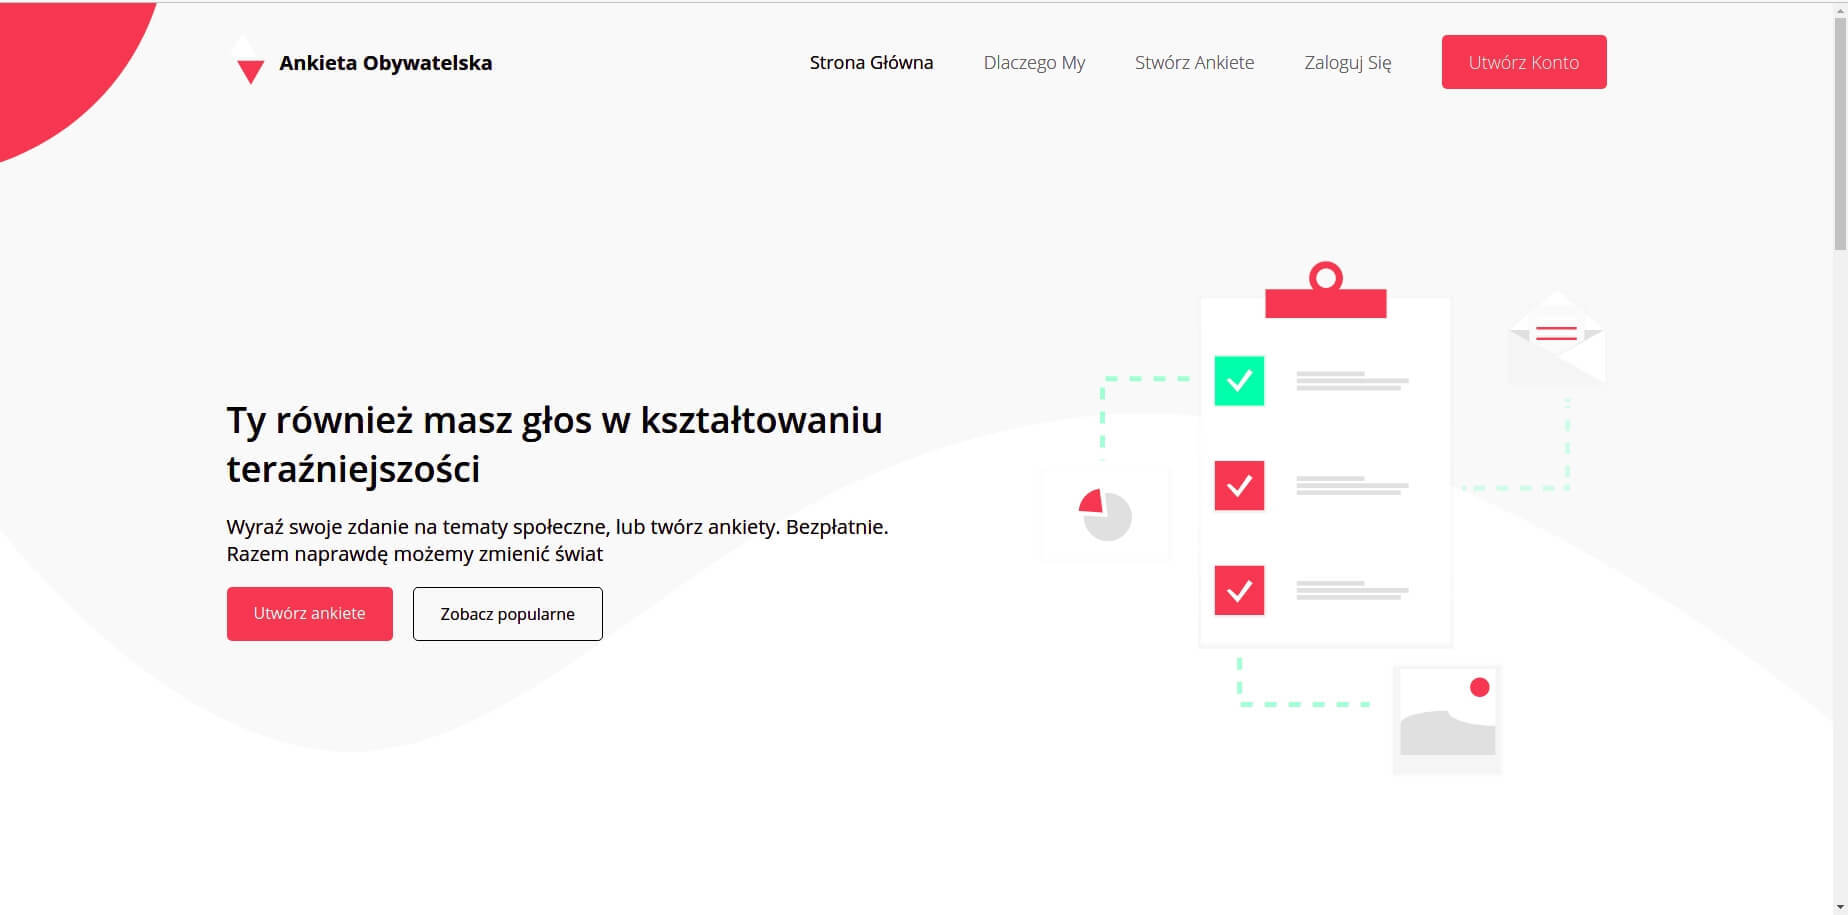 Ankieta Obywatelska
Strona Główna
Dlaczego My
Stwórz Ankiete
Zaloguj Się
Utwórz Konto
Ty również masz głos w kształtowaniu
teraźniejszości
Wyraź swoje zdanie na tematy społeczne, lub twórz ankiety. Bezpłatnie.
Razem naprawdę możemy zmienić świat
Utwórz ankiete
Zobacz popularne